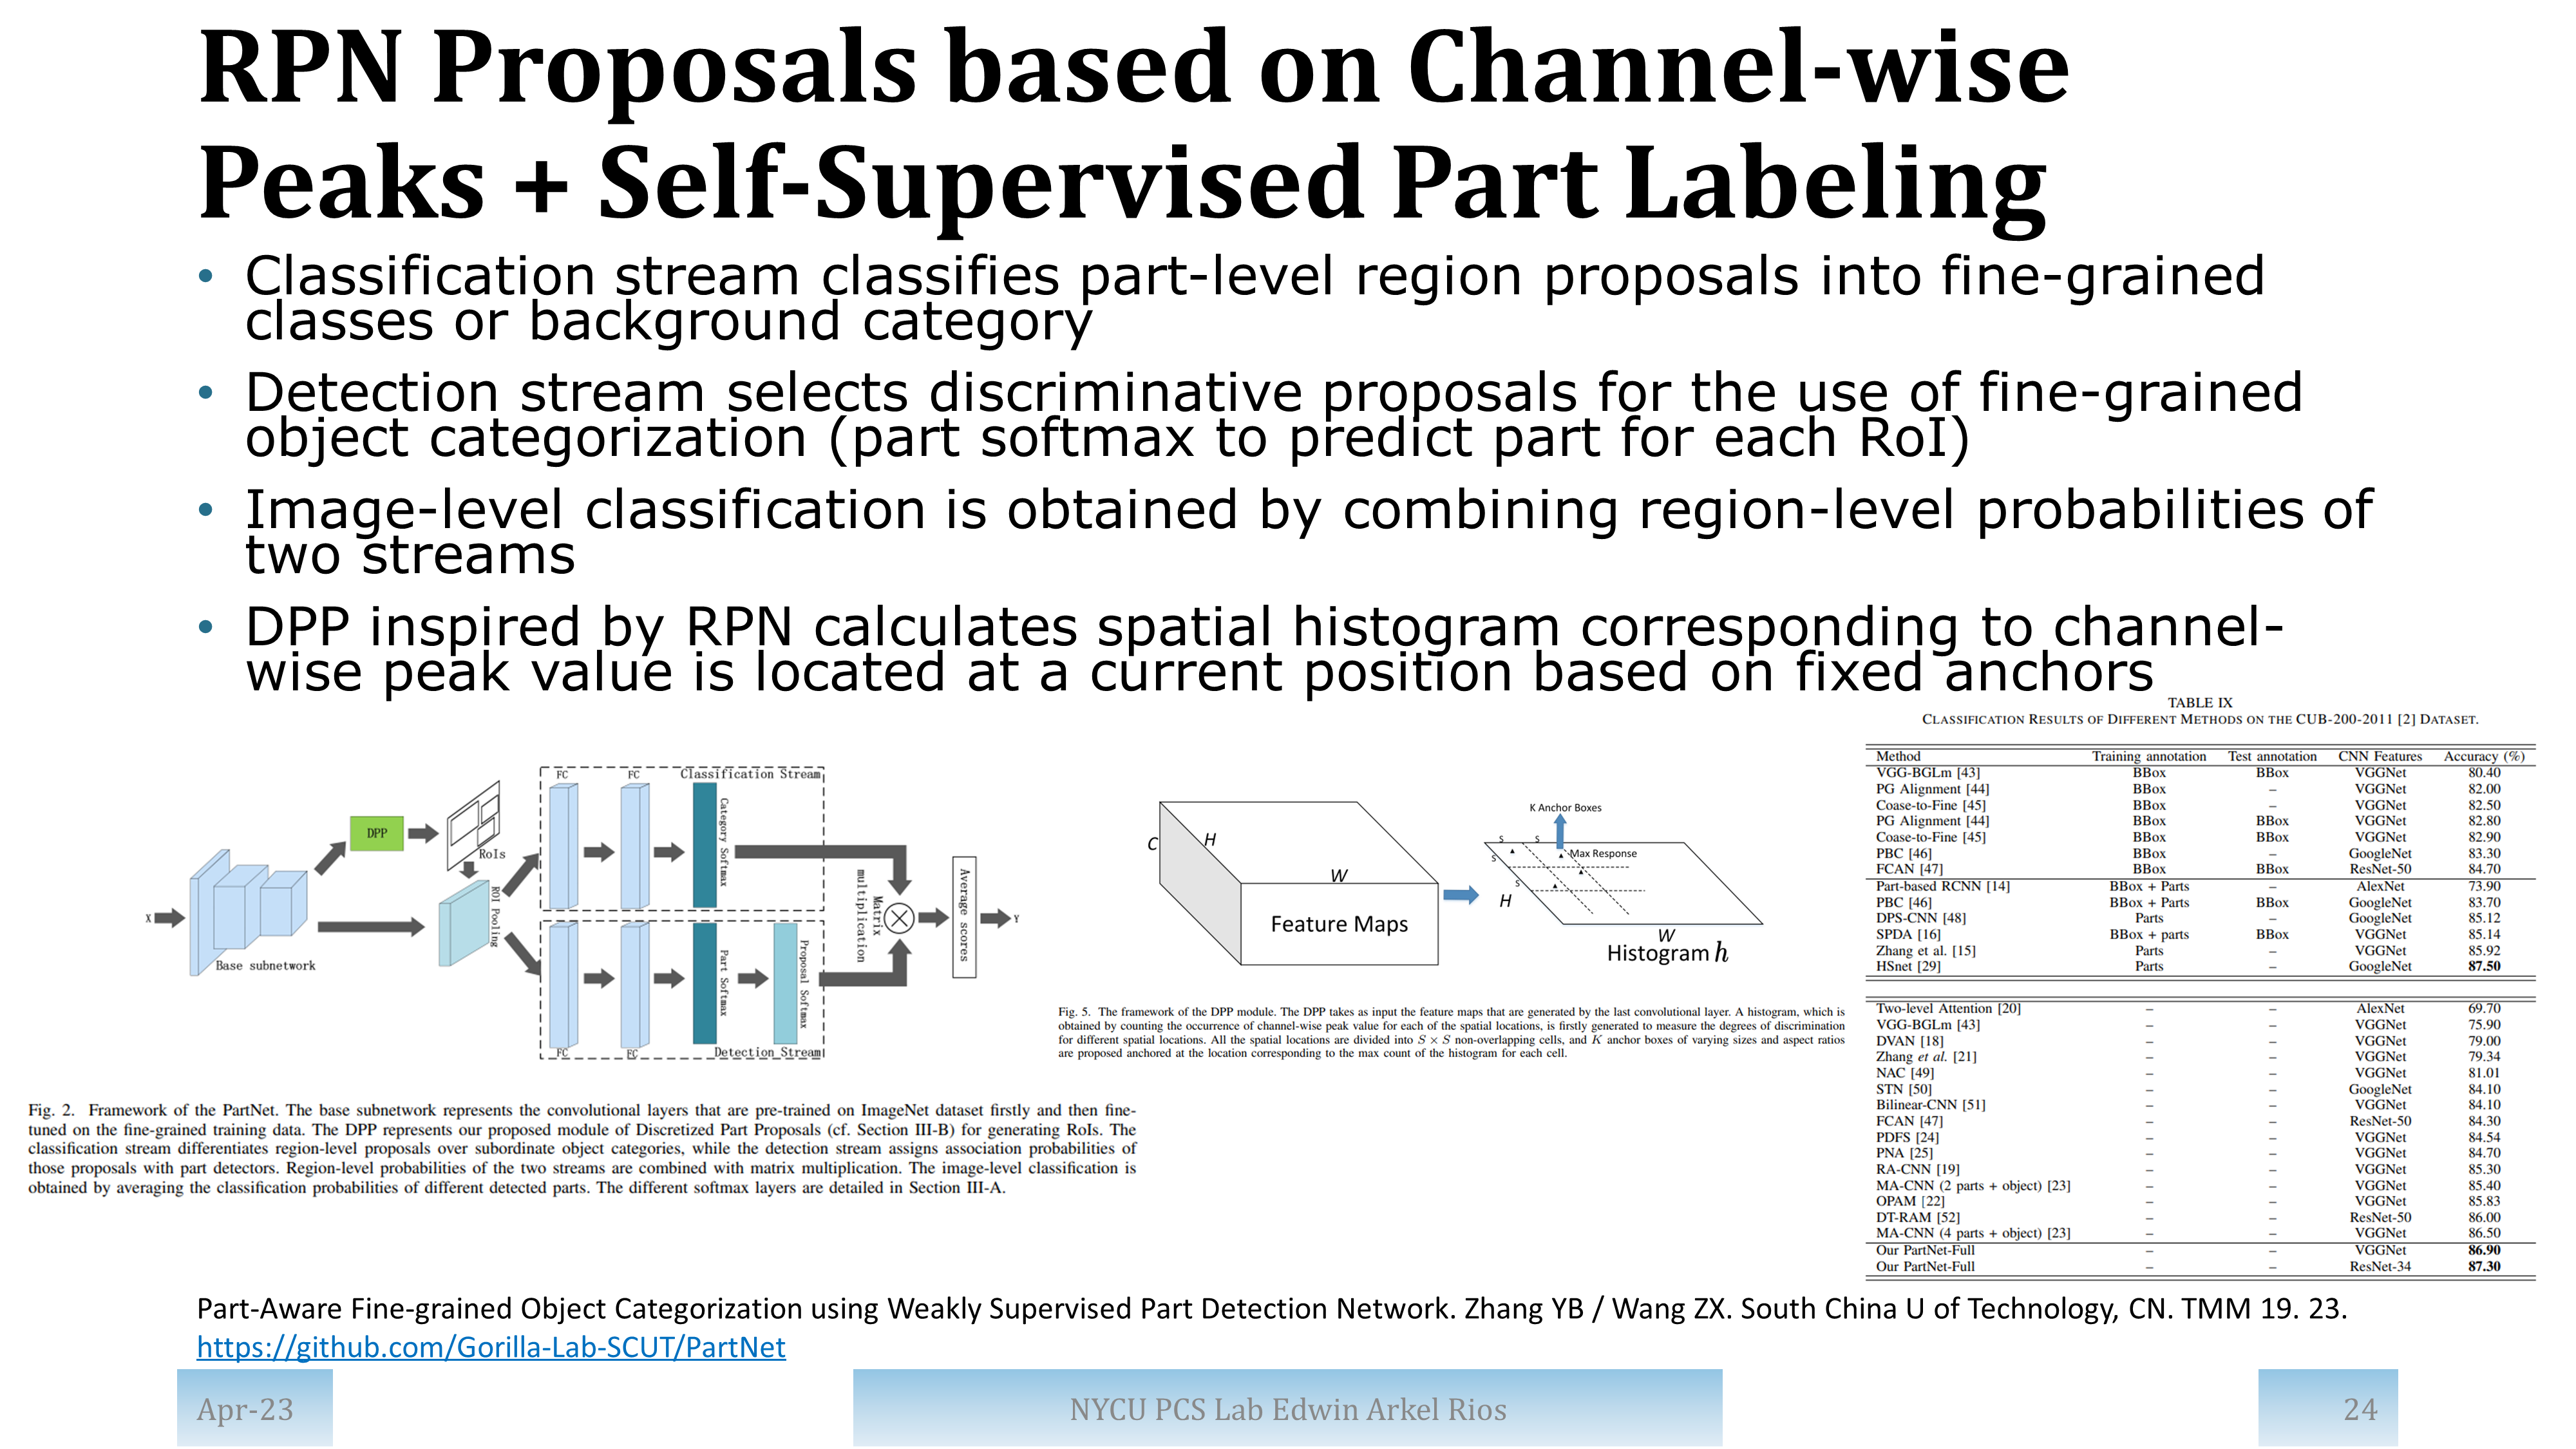 RPN Proposals based on Channel-wise
Peaks + Self-Supervised Part Labeling
• Classification stream classifies part-level region proposals into fine-grained
classes or background category
• Detection stream selects discriminative proposals for the use of fine-grained
object categorization (part softmax to predict part for each RoI)
• Image-level classification is obtained by combining region-level probabilities of
two streams
• DPP inspired by RPN calculates spatial histogram corresponding to channel-
wise peak value is located at a current position based on fixed anchors
X
Base subnetwork
DPP
RoIs
ROI Pooling
FC
FC
Classification Stream
Category Softmax
Part Softmax
Proposal Softmax
FC
FC
Detection Stream
Matrix
multiplication
Average scores
Y
Fig. 2. Framework of the PartNet. The base subnetwork represents the convolutional layers that are pre-trained on ImageNet dataset firstly and then fine-
tuned on the fine-grained training data. The DPP represents our proposed module of Discretized Part Proposals (cf. Section III-B) for generating RoIs. The
classification stream differentiates region-level proposals over subordinate object categories, while the detection stream assigns association probabilities of
those proposals with part detectors. Region-level probabilities of the two streams are combined with matrix multiplication. The image-level classification is
obtained by averaging the classification probabilities of different detected parts. The different softmax layers are detailed in Section III-A.
C
H
W
Feature Maps
K Anchor Boxes
S
S
Max Response
S
S
H
W
Histogram h
Fig. 5. The framework of the DPP module. The DPP takes as input the feature maps that are generated by the last convolutional layer. A histogram, which is
obtained by counting the occurrence of channel-wise peak value for each of the spatial locations, is firstly generated to measure the degrees of discrimination
for different spatial locations. All the spatial locations are divided into S × S non-overlapping cells, and K anchor boxes of varying sizes and aspect ratios
are proposed anchored at the location corresponding to the max count of the histogram for each cell.
TABLE IX
CLASSIFICATION RESULTS OF DIFFERENT METHODS ON THE CUB-200-2011 [2] DATASET.
Method Training annotation Test annotation CNN Features Accuracy (%)
VGG-BGLm [43] BBox BBox VGGNet 80.40
PG Alignment [44] BBox – VGGNet 82.00
Coase-to-Fine [45] BBox – VGGNet 82.50
PG Alignment [44] BBox BBox VGGNet 82.80
Coase-to-Fine [45] BBox BBox VGGNet 82.90
PBC [46] BBox – GoogleNet 83.30
FCAN [47] BBox BBox ResNet-50 84.70
Part-based RCNN [14] BBox + Parts – AlexNet 73.90
PBC [46] BBox + Parts BBox GoogleNet 83.70
DPS-CNN [48] Parts – GoogleNet 85.12
SPDA [16] BBox + parts BBox VGGNet 85.14
Zhang et al. [15] Parts – VGGNet 85.92
HSnet [29] Parts – GoogleNet 87.50
Two-level Attention [20] – – AlexNet 69.70
VGG-BGLm [43] – – VGGNet 75.90
DVAN [18] – – VGGNet 79.00
Zhang et al. [21] – – VGGNet 79.34
NAC [49] – – VGGNet 81.01
STN [50] – – GoogleNet 84.10
Bilinear-CNN [51] – – VGGNet 84.10
FCAN [47] – – ResNet-50 84.30
PDFS [24] – – VGGNet 84.54
PNA [25] – – VGGNet 84.70
RA-CNN [19] – – VGGNet 85.30
MA-CNN (2 parts + object) [23] – – VGGNet 85.40
OPAM [22] – – VGGNet 85.83
DT-RAM [52] – – ResNet-50 86.00
MA-CNN (4 parts + object) [23] – – VGGNet 86.50
Our PartNet-Full – – VGGNet 86.90
Our PartNet-Full – – ResNet-34 87.30
Part-Aware Fine-grained Object Categorization using Weakly Supervised Part Detection Network. Zhang YB / Wang ZX. South China U of Technology, CN. TMM 19. 23.
https://github.com/Gorilla-Lab-SCUT/PartNet
Apr-23
NYCU PCS Lab Edwin Arkel Rios
24